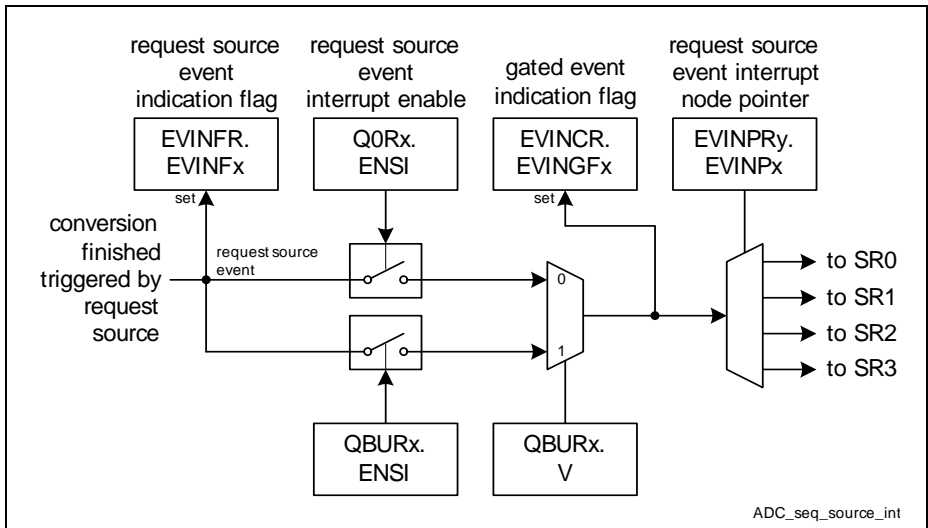 request source
event
indication flag
request source
event
interrupt enable
gated event
indication flag
request source
event interrupt
node pointer
EVINFR.
EVINFx
Q0Rx.
ENSI
EVINCR.
EVINGFx
EVINPRy.
EVINPx
set
set
conversion
finished
triggered by
request
source
request source
event
0
1
to SR0
to SR1
to SR2
to SR3
QBURx.
ENSI
QBURx.
V
ADC_seq_source_int